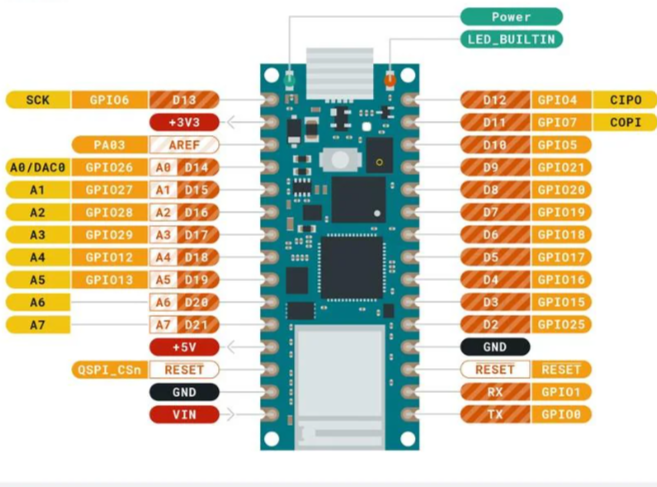 Power
LED_BUILTIN
SCK GPIO6 D13
+3V3
PA03 AREF
A0/DAC0 GPIO26 A0 D14
A1 GPIO27 A1 D15
A2 GPIO28 A2 D16
A3 GPIO29 A3 D17
A4 GPIO12 A4 D18
A5 GPIO13 A5 D19
A6 A6 D20
A7 A7 D21
+5V
QSPI_CSn RESET
GND
VIN
D12 GPIO4 CIPO
D11 GPIO7 COPI
D10 GPIO5
D9 GPIO21
D8 GPIO20
D7 GPIO19
D6 GPIO18
D5 GPIO17
D4 GPIO16
D3 GPIO15
D2 GPIO25
GND
RESET RESET
RX GPIO1
TX GPIO0